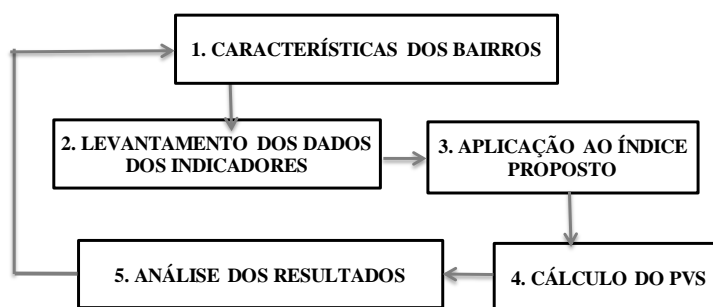 1. CARACTERÍSTICAS DOS BAIRROS
2. LEVANTAMENTO DOS DADOS
DOS INDICADORES
3. APLICAÇÃO AO ÍNDICE
PROPOSTO
4. CÁLCULO DO PVS
5. ANÁLISE DOS RESULTADOS